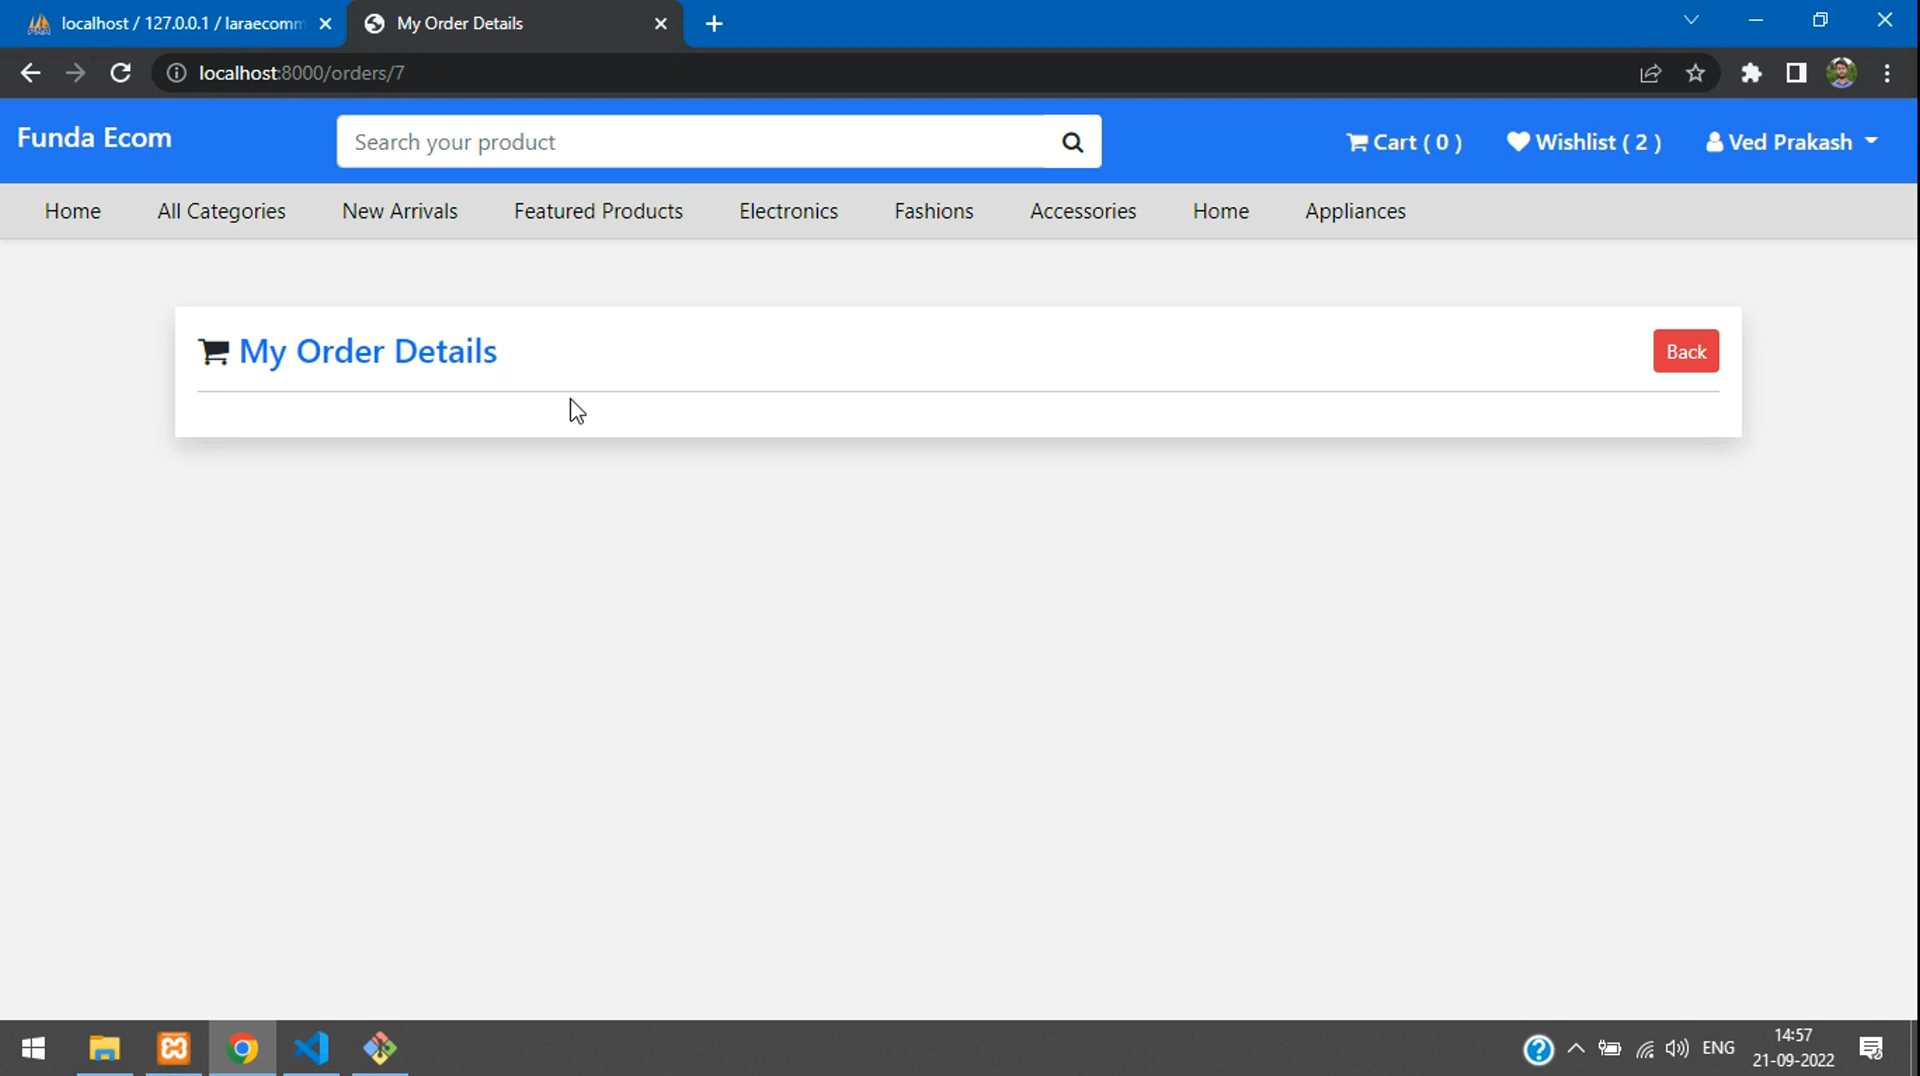 localhost / 127.0.0.1 / laraecomm
My Order Details
localhost:8000/orders/7
Funda Ecom
Search your product
Cart ( 0 )
Wishlist ( 2 )
Ved Prakash
Home
All Categories
New Arrivals
Featured Products
Electronics
Fashions
Accessories
Home
Appliances
My Order Details
Back
ENG
14:57
21-09-2022